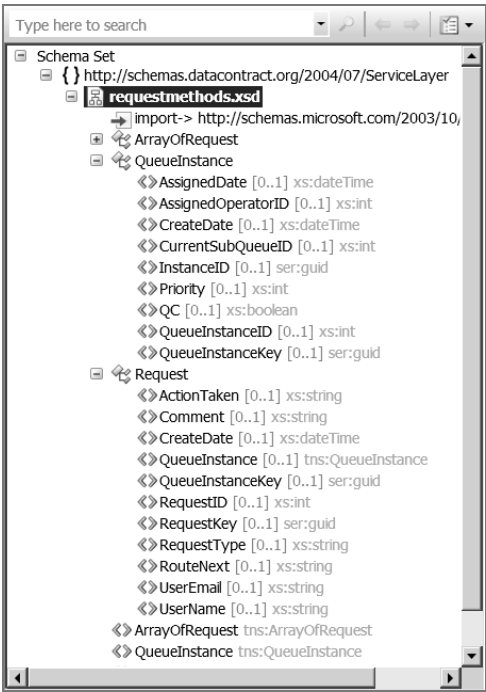 Type here to search
Schema Set
{ } http://schemas.datacontract.org/2004/07/ServiceLayer
requestmethods.xsd
import-> http://schemas.microsoft.com/2003/10/
ArrayOfRequest
QueueInstance
AssignedDate [0..1] xs:dateTime
AssignedOperatorID [0..1] xs:int
CreateDate [0..1] xs:dateTime
CurrentSubQueueID [0..1] xs:int
InstanceID [0..1] ser:guid
Priority [0..1] xs:int
QC [0..1] xs:boolean
QueueInstanceID [0..1] xs:int
QueueInstanceKey [0..1] ser:guid
Request
ActionTaken [0..1] xs:string
Comment [0..1] xs:string
CreateDate [0..1] xs:dateTime
QueueInstance [0..1] tns:QueueInstance
QueueInstanceKey [0..1] ser:guid
RequestID [0..1] xs:int
RequestKey [0..1] ser:guid
RequestType [0..1] xs:string
RouteNext [0..1] xs:string
UserEmail [0..1] xs:string
UserName [0..1] xs:string
ArrayOfRequest tns:ArrayOfRequest
QueueInstance tns:QueueInstance